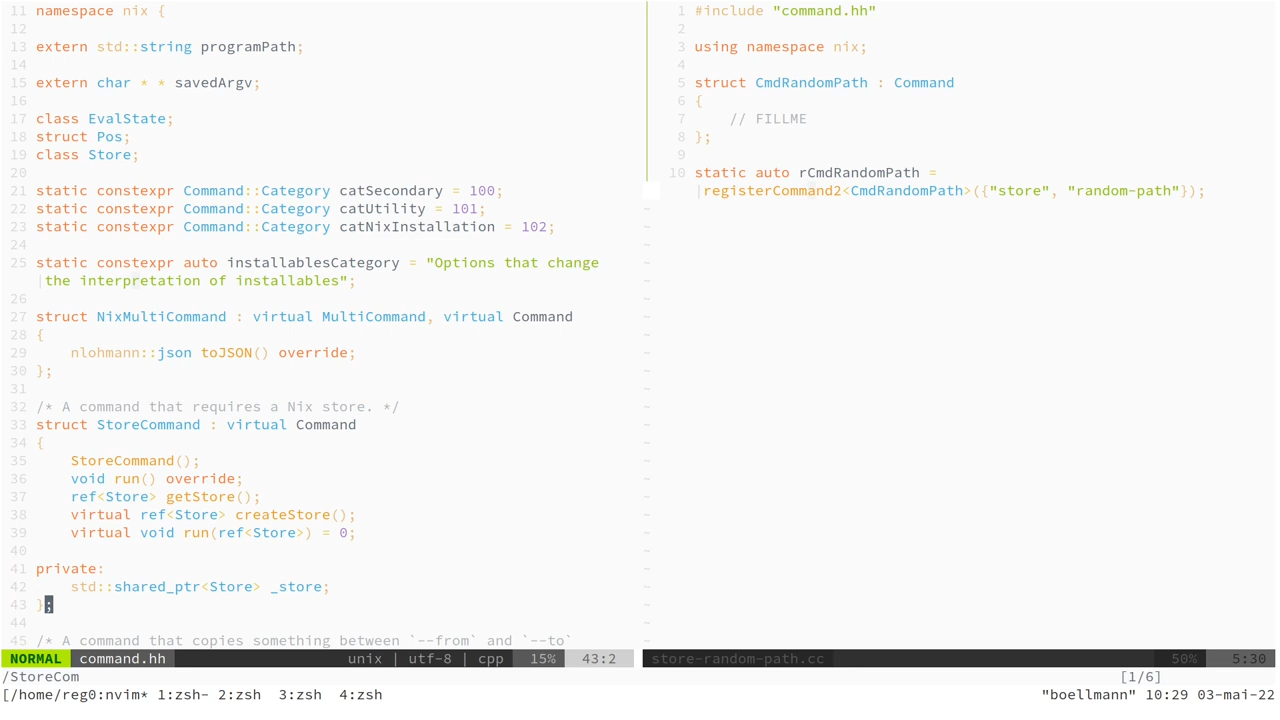 11 namespace nix {
12
13 extern std::string programPath;
14
15 extern char * * savedArgv;
16
17 class EvalState;
18 struct Pos;
19 class Store;
20
21 static constexpr Command::Category catSecondary = 100;
22 static constexpr Command::Category catUtility = 101;
23 static constexpr Command::Category catNixInstallation = 102;
24
25 static constexpr auto installablesCategory = "Options that change
the interpretation of installables";
26
27 struct NixMultiCommand : virtual MultiCommand, virtual Command
28 {
29     nlohmann::json toJSON() override;
30 };
31
32 /* A command that requires a Nix store. */
33 struct StoreCommand : virtual Command
34 {
35     StoreCommand();
36     void run() override;
37     ref<Store> getStore();
38     virtual ref<Store> createStore();
39     virtual void run(ref<Store>) = 0;
40
41 private:
42     std::shared_ptr<Store> _store;
43 };
44
45 /* A command that copies something between `--from` and `--to`
NORMAL command.hh unix | utf-8 | cpp 15% 43:2
1 #include "command.hh"
2
3 using namespace nix;
4
5 struct CmdRandomPath : Command
6 {
7     // FILLME
8 };
9
10 static auto rCmdRandomPath =
registerCommand2<CmdRandomPath>({"store", "random-path"});
store-random-path.cc 50% 5:30
/StoreCom [1/6]
[/home/reg0:nvim* 1:zsh- 2:zsh 3:zsh 4:zsh "boellmann" 10:29 03-mai-22